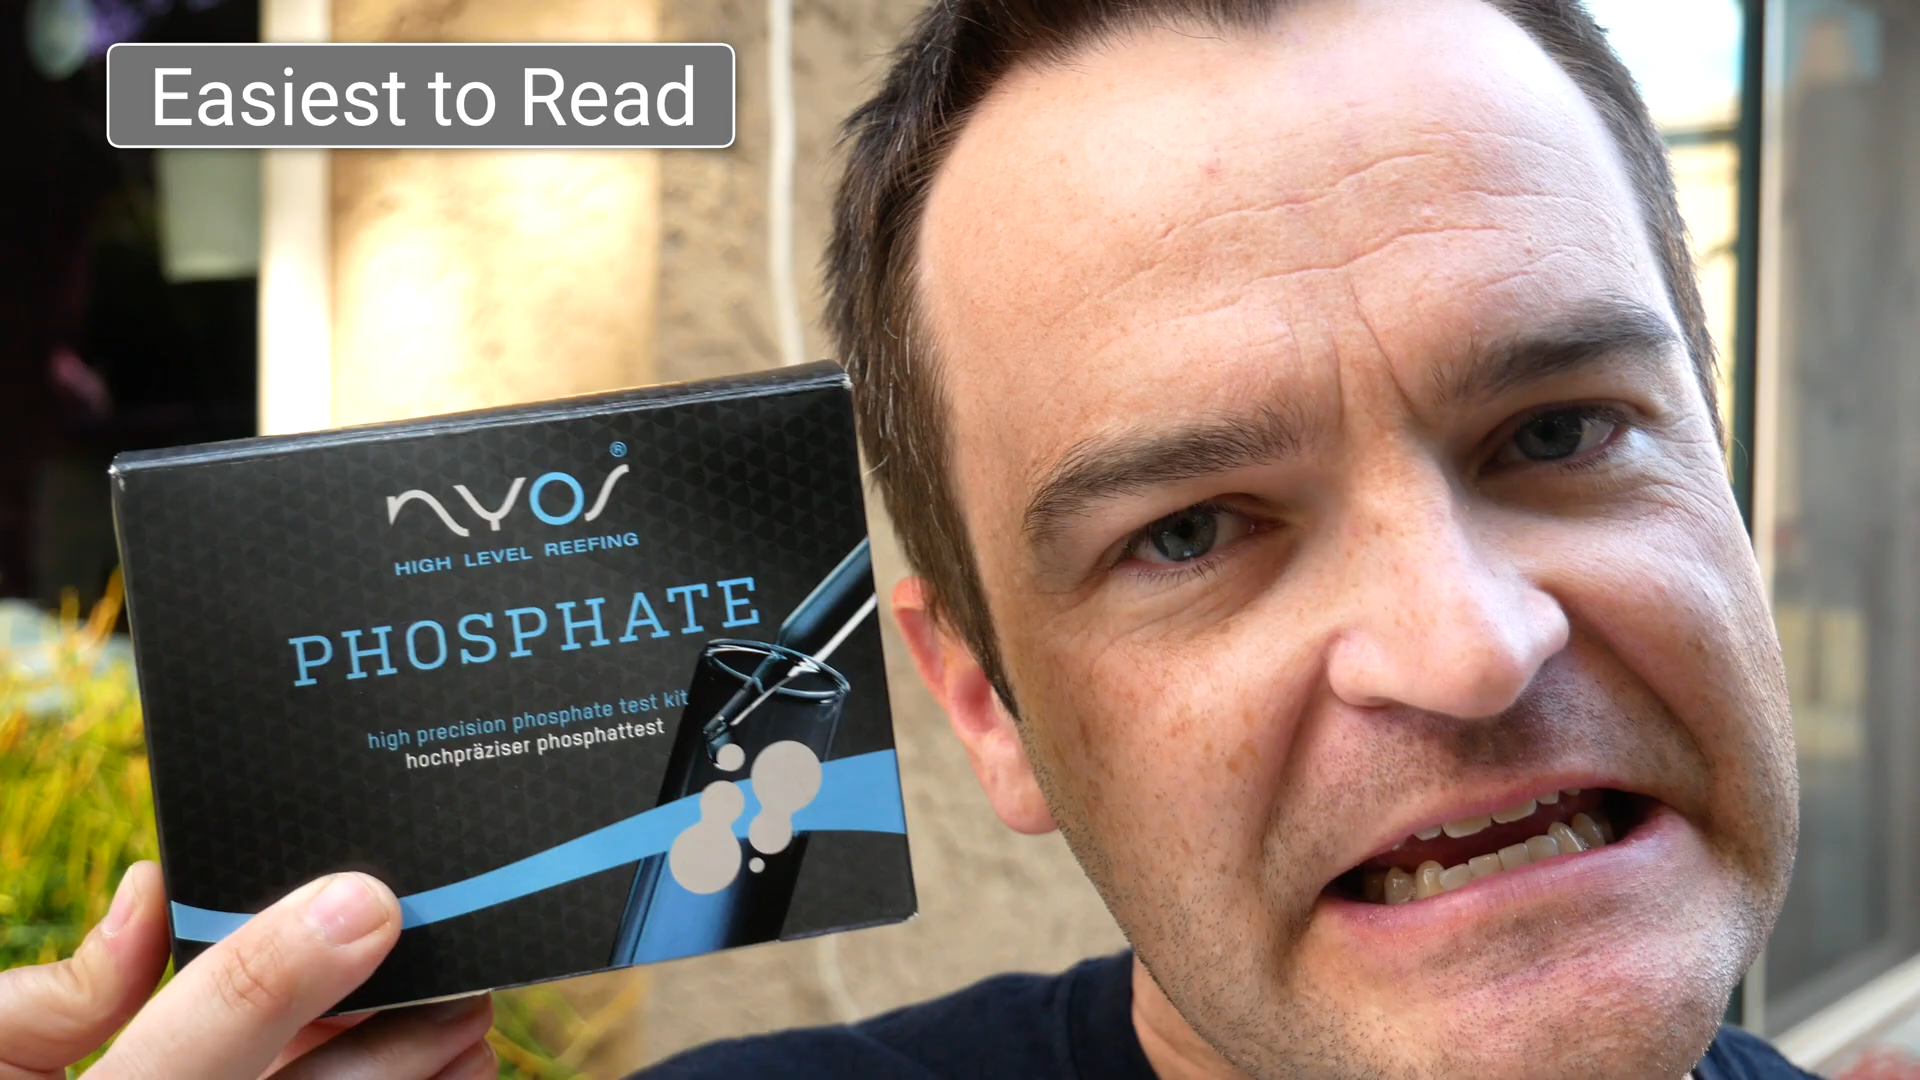 Easiest to Read
nyos®
HIGH LEVEL REEFING
PHOSPHATE
high precision phosphate test kit
hochpräziser phosphattest